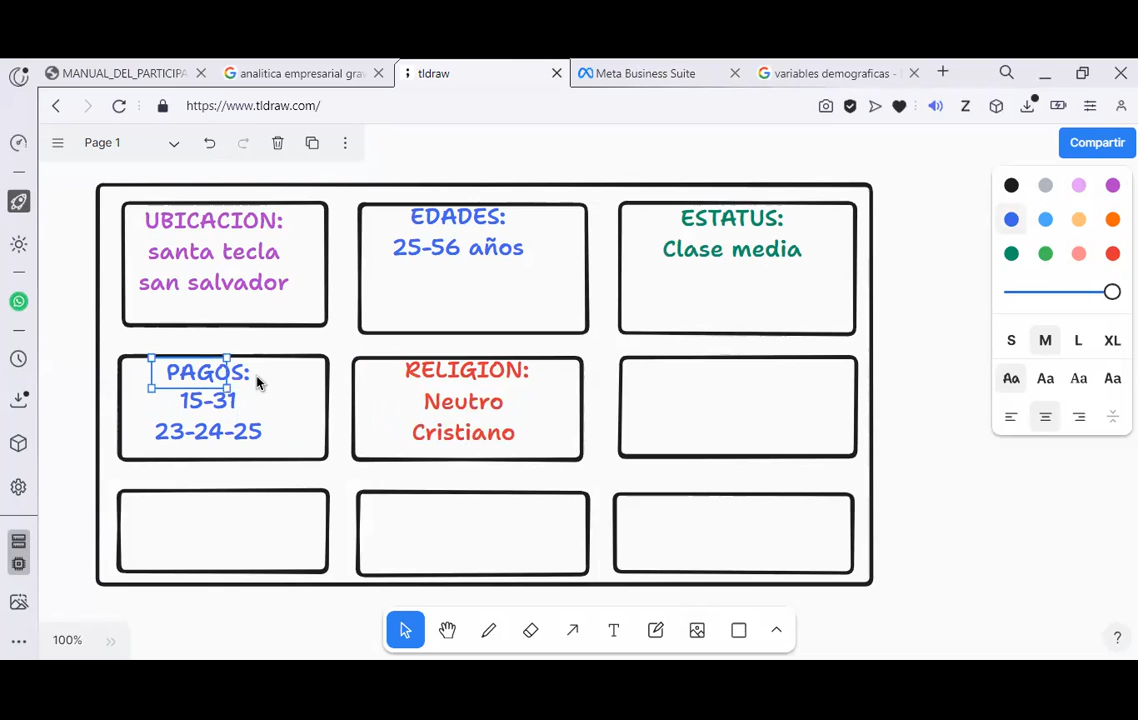 MANUAL_DEL_PARTICIPA
analitica empresarial gra
tldraw
Meta Business Suite
variables demograficas -
https://www.tldraw.com/
Z
Page 1
Compartir
UBICACION:
santa tecla
san salvador
EDADES:
25-56 años
ESTATUS:
Clase media
PAGOS:
15-31
23-24-25
RELIGION:
Neutro
Cristiano
S M L XL
Aa Aa Aa Aa
T
100%
?